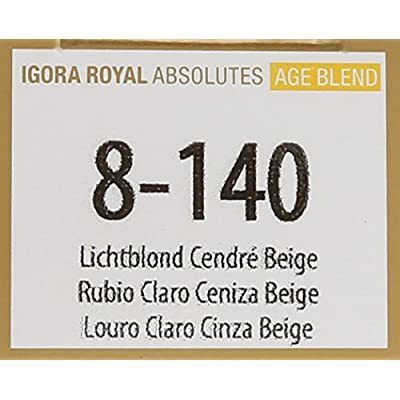 IGORA ROYAL ABSOLUTES AGE BLEND
8-140
Lichtblond Cendré Beige
Rubio Claro Ceniza Beige
Louro Claro Cinza Beige